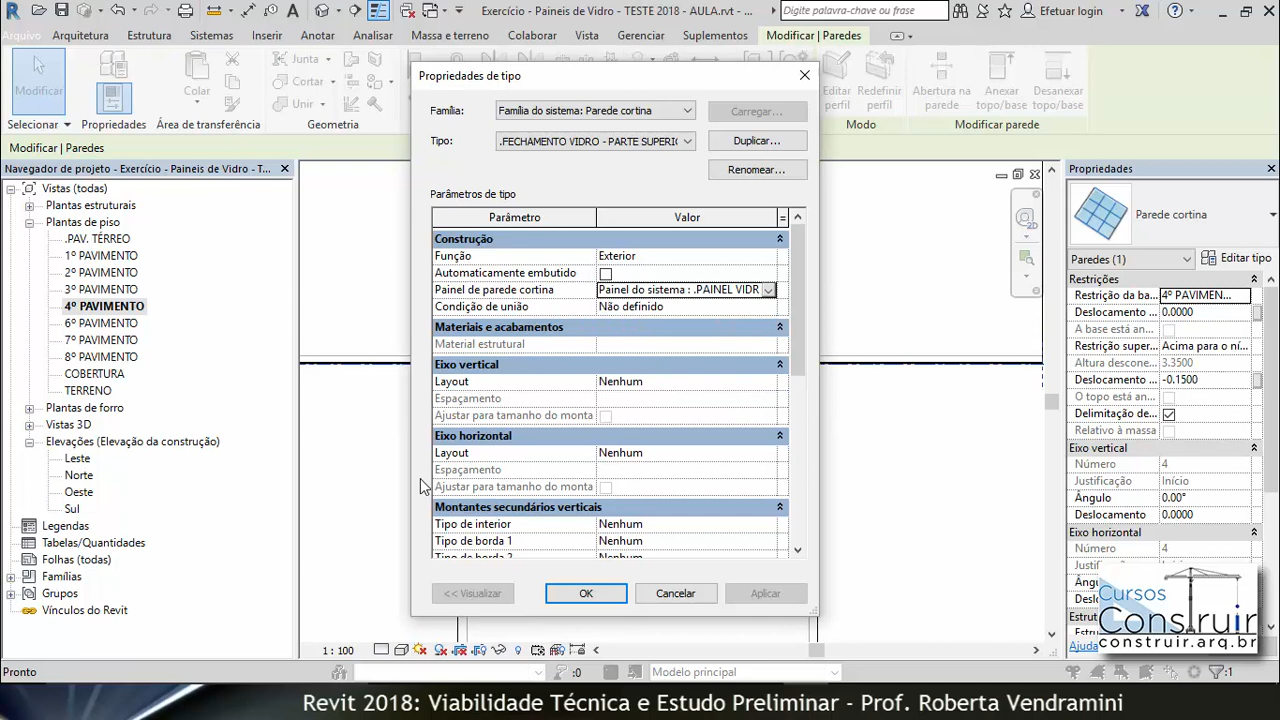 Exercício - Paineis de Vidro - TESTE 2018 - AULA.rvt - ...
Digite palavra-chave ou frase
Efetuar login
Arquivo Arquitetura Estrutura Sistemas Inserir Anotar Analisar Massa e terreno Colaborar Vista Gerenciar Suplementos Modificar | Paredes
Modificar
Colar
Junta
Cortar
Unir
Editar perfil
Redefinir perfil
Abertura na parede
Anexar topo/base
Desanexar topo/base
Selecionar Propriedades Área de transferência Geometria Modo Modificar parede
Modificar | Paredes
Navegador de projeto - Exercício - Paineis de Vidro - T...
Vistas (todas)
Plantas estruturais
Plantas de piso
.PAV. TÉRREO
1º PAVIMENTO
2º PAVIMENTO
3º PAVIMENTO
4º PAVIMENTO
6º PAVIMENTO
7º PAVIMENTO
8º PAVIMENTO
COBERTURA
TERRENO
Plantas de forro
Vistas 3D
Elevações (Elevação da construção)
Leste
Norte
Oeste
Sul
Legendas
Tabelas/Quantidades
Folhas (todas)
Famílias
Grupos
Vínculos do Revit
Propriedades de tipo
Família: Família do sistema: Parede cortina Carregar...
Tipo: .FECHAMENTO VIDRO - PARTE SUPERIC Duplicar...
Renomear...
Parâmetros de tipo
Parâmetro Valor =
Construção
Função Exterior
Automaticamente embutido
Painel de parede cortina Painel do sistema : .PAINEL VIDR
Condição de união Não definido
Materiais e acabamentos
Material estrutural
Eixo vertical
Layout Nenhum
Espaçamento
Ajustar para tamanho do monta
Eixo horizontal
Layout Nenhum
Espaçamento
Ajustar para tamanho do monta
Montantes secundários verticais
Tipo de interior Nenhum
Tipo de borda 1 Nenhum
Tipo de borda 2 Nenhum
<< Visualizar OK Cancelar Aplicar
2D
Propriedades
Parede cortina
Paredes (1) Editar tipo
Restrições
Restrição da ba... 4º PAVIMEN...
Deslocamento ... 0.0000
A base está an...
Restrição super... Acima para o ní...
Altura descone... 3.3500
Deslocamento ... -0.1500
O topo está an...
Delimitação de...
Relativo à massa
Eixo vertical
Número 4
Justificação Início
Ângulo 0.00°
Deslocamento 0.0000
Eixo horizontal
Número 4
Cursos
Construir
construir.arq.br
1 : 100
Pronto
:0
Modelo principal
:1
Revit 2018: Viabilidade Técnica e Estudo Preliminar - Prof. Roberta Vendramini